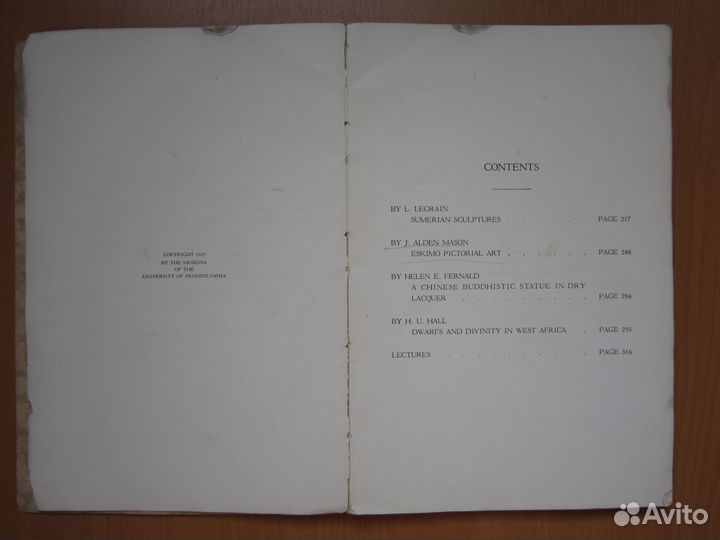 COPYRIGHT 1927
BY THE MUSEUM
OF THE
UNIVERSITY OF PENNSYLVANIA
CONTENTS
BY L. LEGRAIN
SUMERIAN SCULPTURES . . . . . PAGE 217
BY J. ALDEN MASON
ESKIMO PICTORIAL ART . . . . . . PAGE 248
BY HELEN E. FERNALD
A CHINESE BUDDHISTIC STATUE IN DRY
LACQUER . . . . . . . . . PAGE 284
BY H. U. HALL
DWARFS AND DIVINITY IN WEST AFRICA . PAGE 295
LECTURES . . . . . . . . . . . PAGE 316
Avito